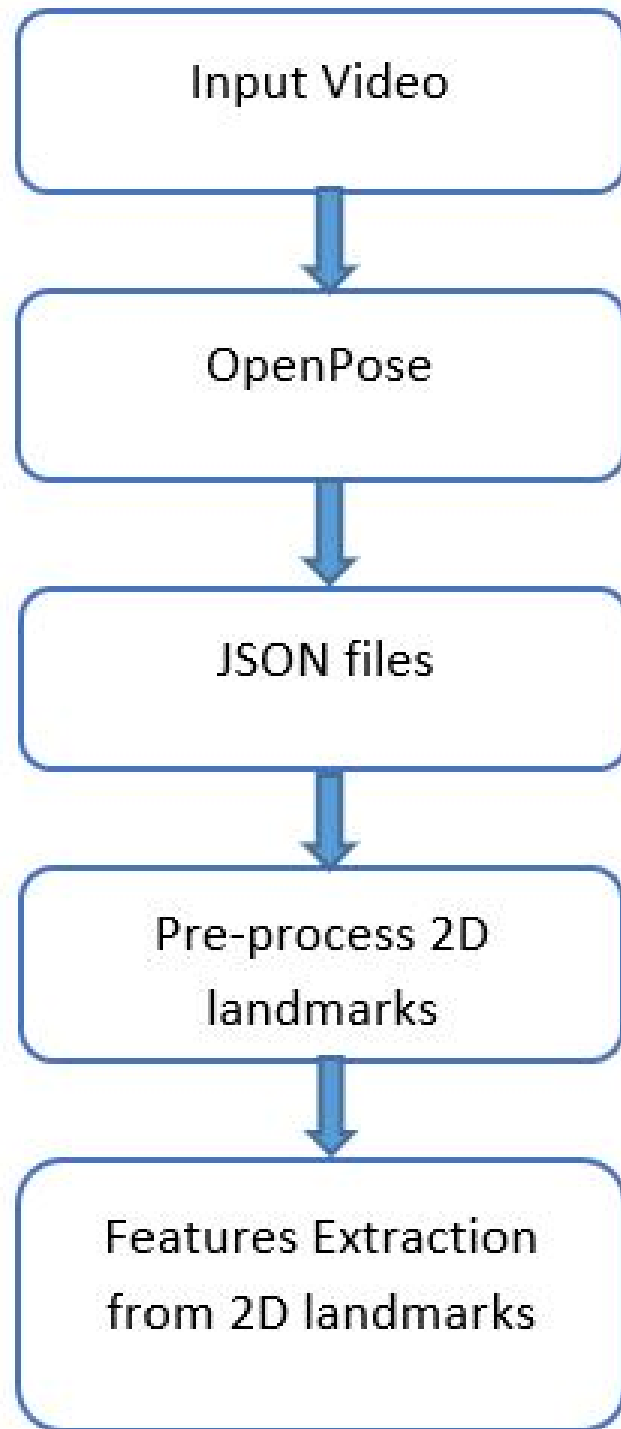 Input Video
OpenPose
JSON files
Pre-process 2D
landmarks
Features Extraction
from 2D landmarks